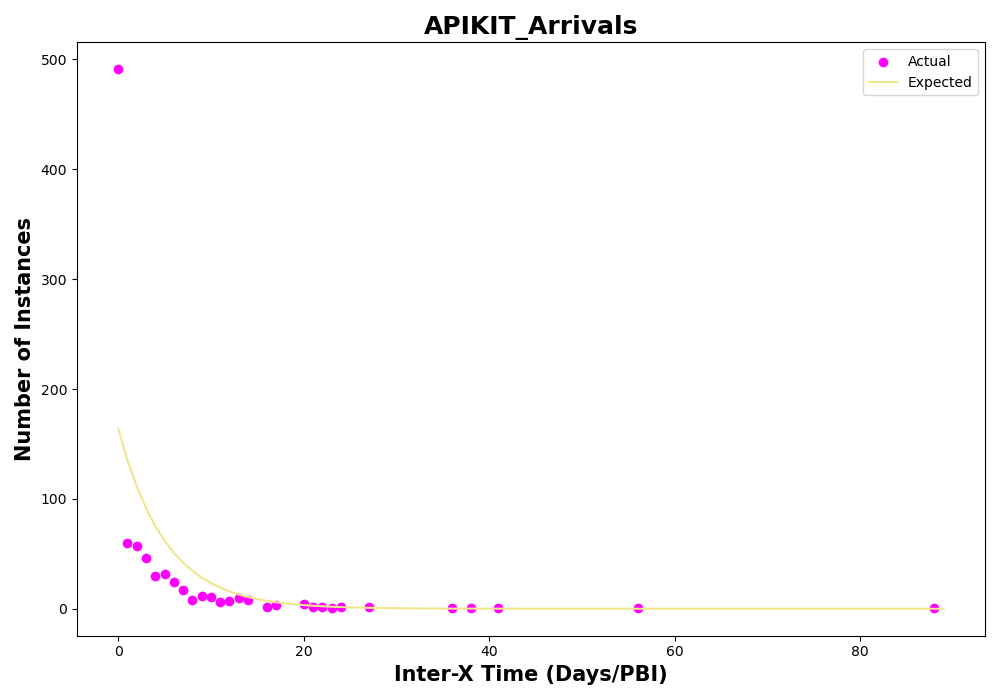 APIKIT_Arrivals
Actual
Expected
500
400
300
200
100
0
Number of Instances
0 20 40 60 80
Inter-X Time (Days/PBI)